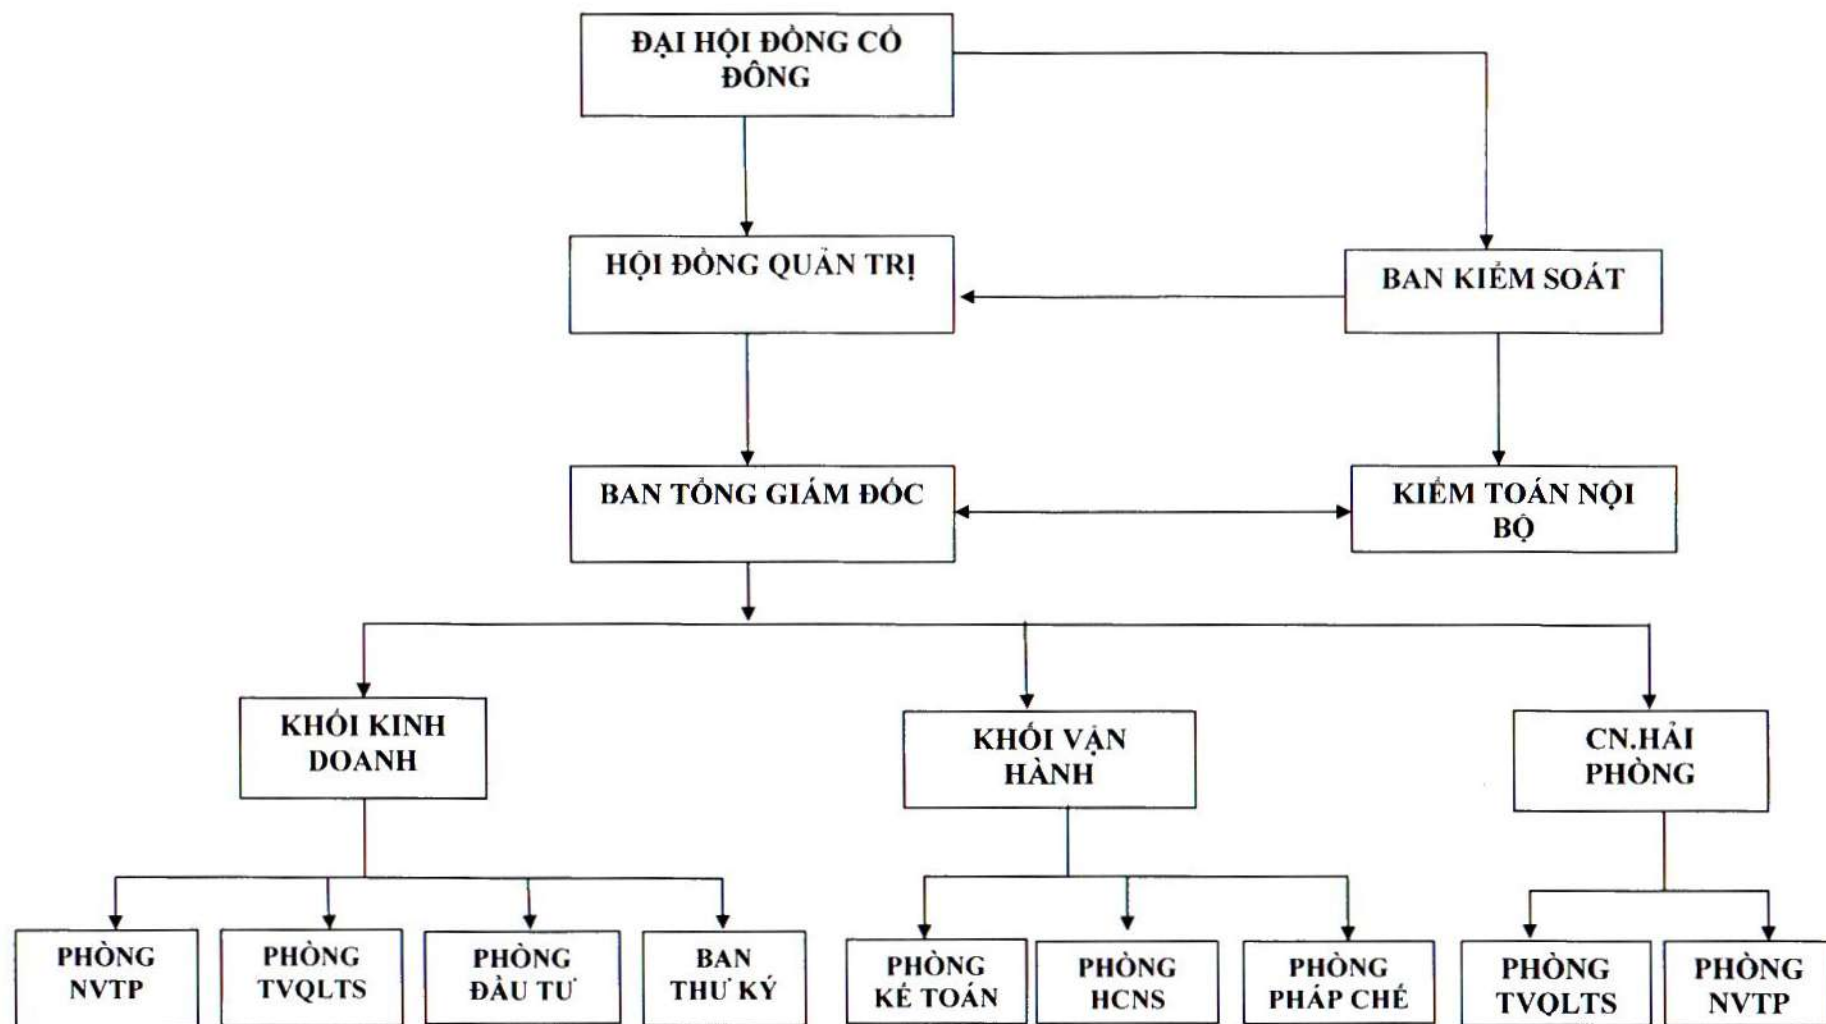 ĐẠI HỘI ĐỒNG CỔ
ĐÔNG
HỘI ĐỒNG QUẢN TRỊ
BAN KIỂM SOÁT
BAN TỔNG GIÁM ĐỐC
KIỂM TOÁN NỘI
BỘ
KHỐI KINH
DOANH
KHỐI VẬN
HÀNH
CN.HẢI
PHÒNG
PHÒNG
NVTP
PHÒNG
TVQLTS
PHÒNG
ĐẦU TƯ
BAN
THƯ KÝ
PHÒNG
KẾ TOÁN
PHÒNG
HCNS
PHÒNG
PHÁP CHẾ
PHÒNG
TVQLTS
PHÒNG
NVTP